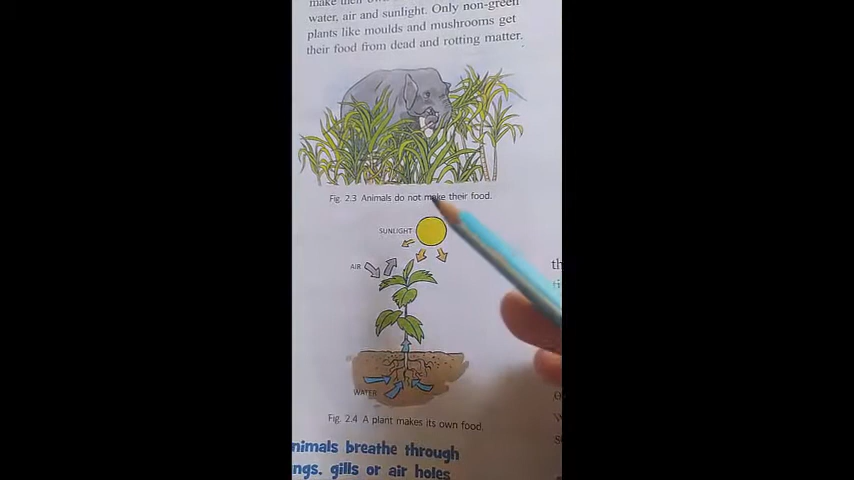 water, air and sunlight. Only non-green
plants like moulds and mushrooms get
their food from dead and rotting matter.
Fig. 2.3 Animals do not make their food.
SUNLIGHT
AIR
WATER
Fig. 2.4 A plant makes its own food.
nimals breathe through
ngs. gills or air holes